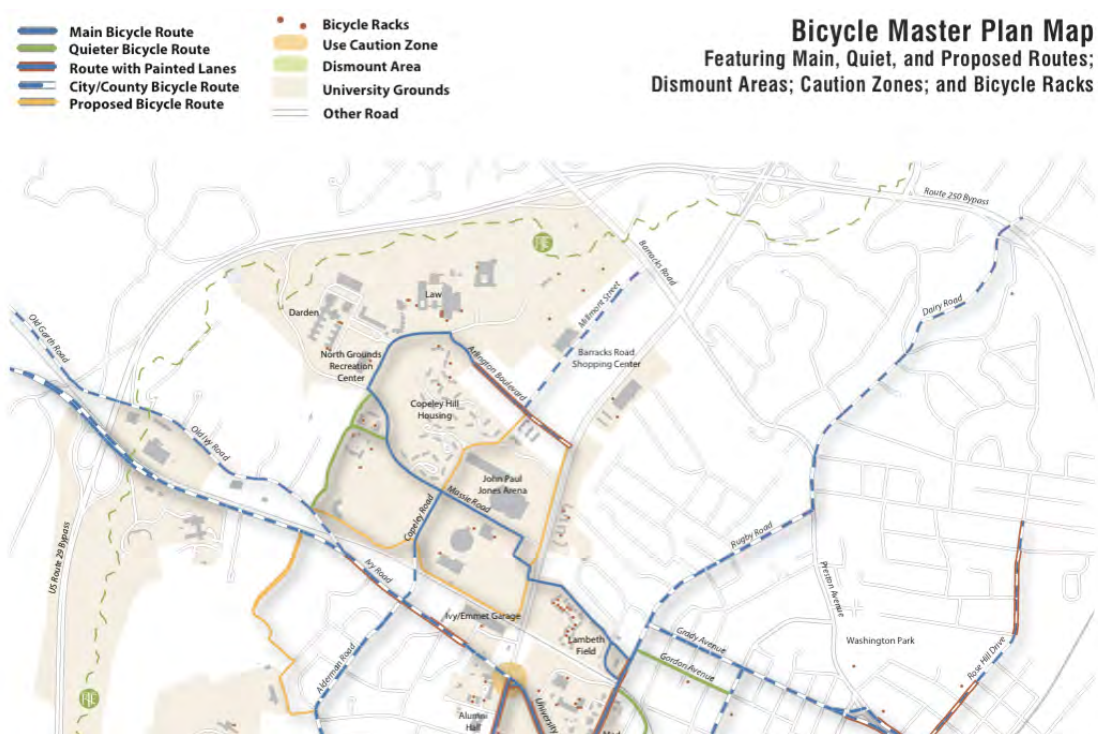 Main Bicycle Route
Quieter Bicycle Route
Route with Painted Lanes
City/County Bicycle Route
Proposed Bicycle Route
Bicycle Racks
Use Caution Zone
Dismount Area
University Grounds
Other Road
Bicycle Master Plan Map
Featuring Main, Quiet, and Proposed Routes;
Dismount Areas; Caution Zones; and Bicycle Racks
Route 250 Bypass
Barracks Road
Law
Darden
Millmont Street
Dairy Road
Old Garth Road
North Grounds
Recreation
Center
Arlington Boulevard
Barracks Road
Shopping Center
Copeley Hill
Housing
Old Ivy Road
John Paul
Jones Arena
Massie Road
Copeley Road
US Route 29 Bypass
Rugby Road
Ivy Road
Preston Avenue
Ivy/Emmet Garage
Lambeth
Field
Grady Avenue
Washington Park
Gordon Avenue
Rose Hill Drive
Alderman Road
Alumni
Hall
University